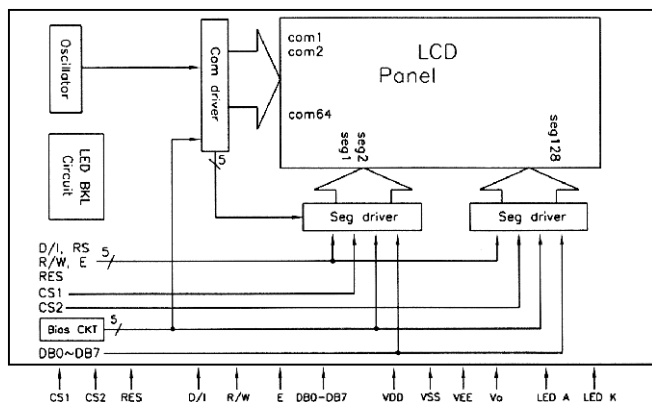 Oscillator
Com driver
com1
com2
com64
LCD
Panel
seg1
seg2
seg128
LED BKL
Circuit
5
Seg driver
Seg driver
D/I, RS
R/W, E
RES
5
CS1
CS2
Bias CKT
5
DB0~DB7
CS1 CS2 RES D/I R/W E DB0-DB7 VDD VSS VEE Vo LED A LED K